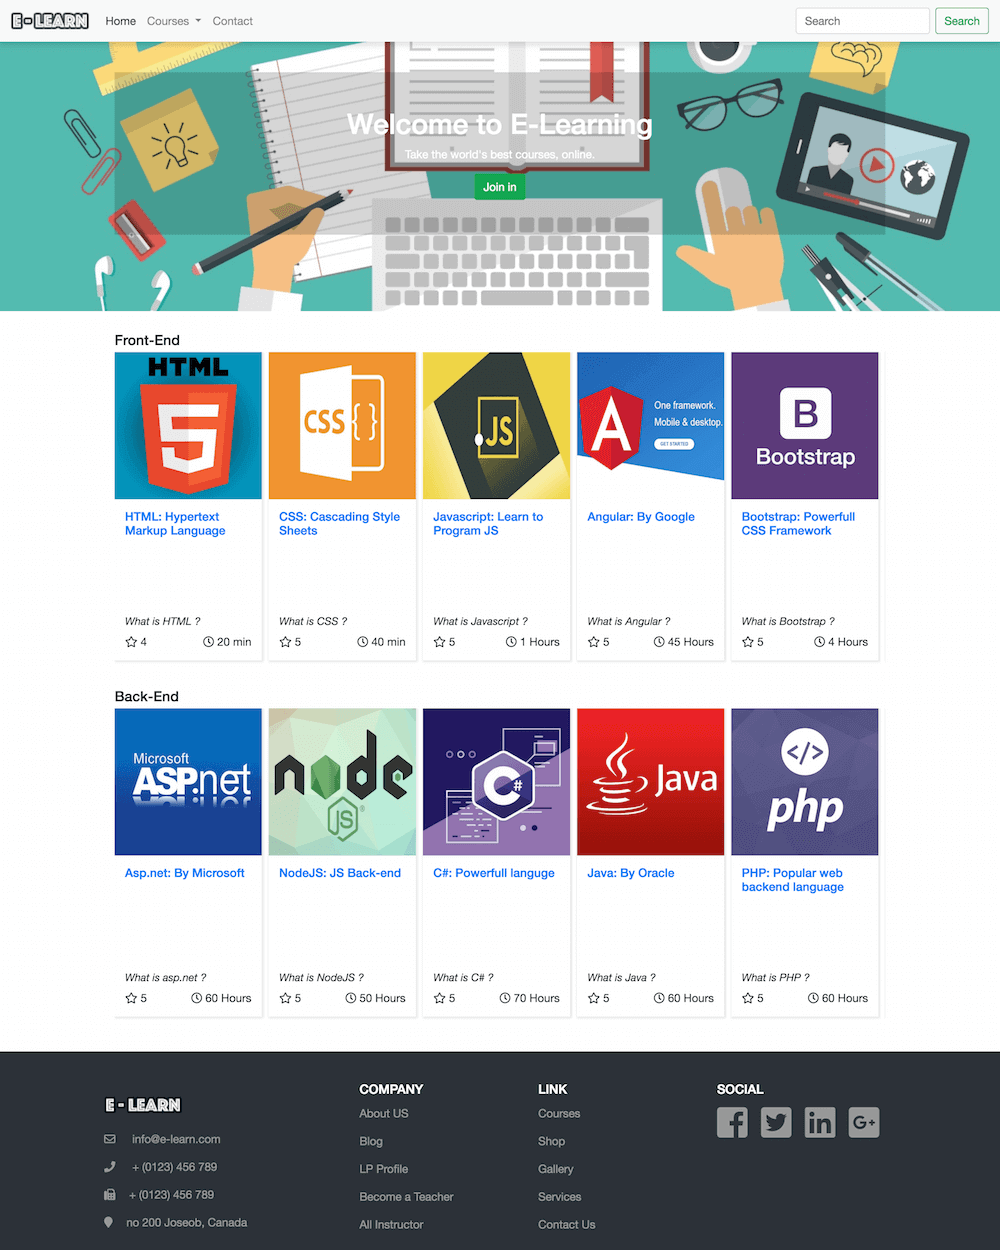 E-LEARN Home Courses Contact Search Search
Welcome to E-Learning
Take the world's best courses, online.
Join in
Front-End
HTML
5
CSS { }
JS
A
One framework.
Mobile & desktop.
GET STARTED
B
Bootstrap
HTML: Hypertext
Markup Language
What is HTML ?
4 20 min
CSS: Cascading Style
Sheets
What is CSS ?
5 40 min
Javascript: Learn to
Program JS
What is Javascript ?
5 1 Hours
Angular: By Google
What is Angular ?
5 45 Hours
Bootstrap: Powerfull
CSS Framework
What is Bootstrap ?
5 4 Hours
Back-End
Microsoft
ASP.net
node
JS
C#
Java
</>
php
Asp.net: By Microsoft
What is asp.net ?
5 60 Hours
NodeJS: JS Back-end
What is NodeJS ?
5 50 Hours
C#: Powerfull languge
What is C# ?
5 70 Hours
Java: By Oracle
What is Java ?
5 60 Hours
PHP: Popular web
backend language
What is PHP ?
5 60 Hours
E-LEARN
info@e-learn.com
+ (0123) 456 789
+ (0123) 456 789
no 200 Joseob, Canada
COMPANY
About US
Blog
LP Profile
Become a Teacher
All Instructor
LINK
Courses
Shop
Gallery
Services
Contact Us
SOCIAL
f in G+